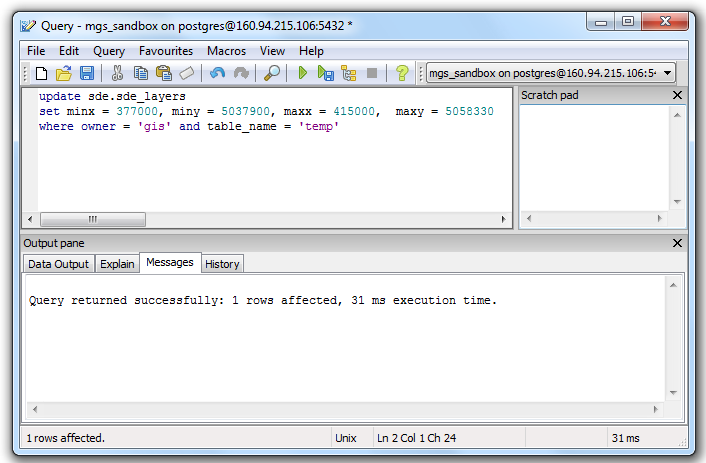 Query - mgs_sandbox on postgres@160.94.215.106:5432 *
File Edit Query Favourites Macros View Help
mgs_sandbox on postgres@160.94.215.106:54
update sde.sde_layers
set minx = 377000, miny = 5037900, maxx = 415000,  maxy = 5058330
where owner = 'gis' and table_name = 'temp'
Scratch pad
Output pane
Data Output Explain Messages History
Query returned successfully: 1 rows affected, 31 ms execution time.
1 rows affected. Unix Ln 2 Col 1 Ch 24 31 ms